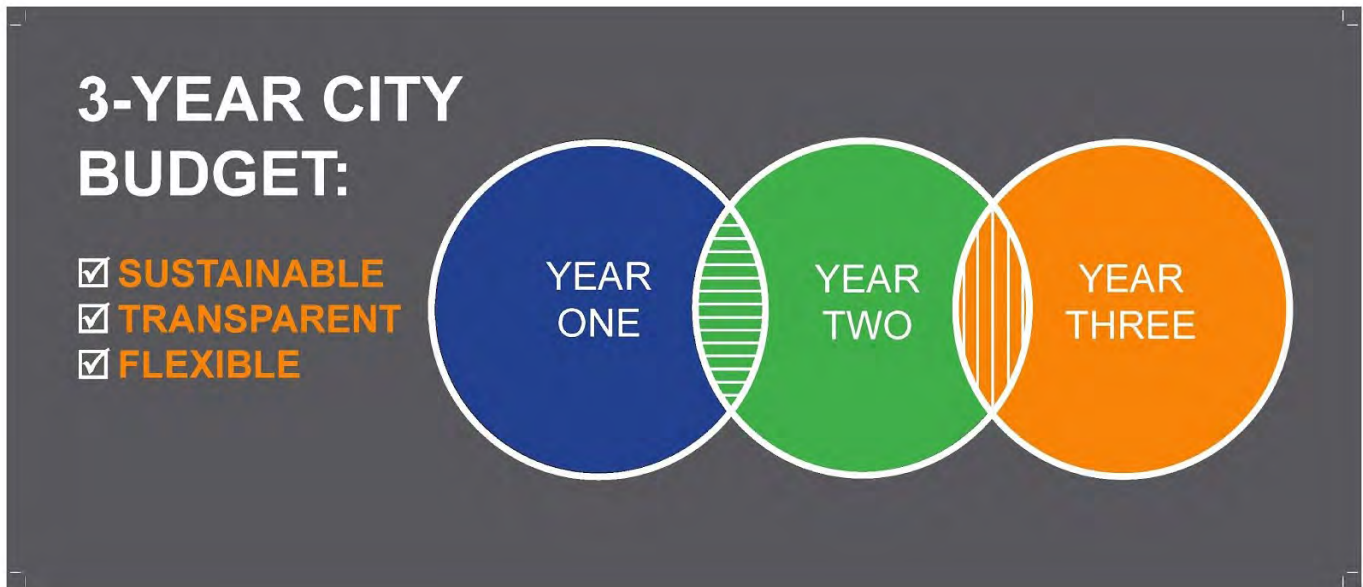 3-YEAR CITY
BUDGET:
SUSTAINABLE
TRANSPARENT
FLEXIBLE
YEAR
ONE
YEAR
TWO
YEAR
THREE